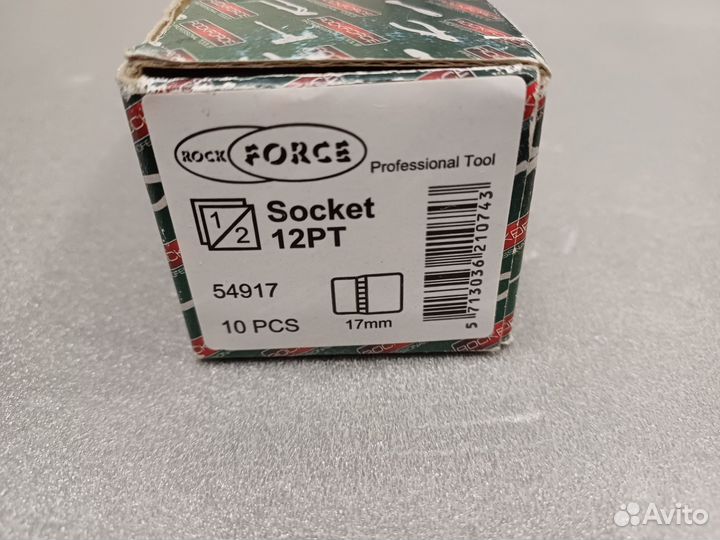 ROCK FORCE
Professional Tool
1/2
Socket
12PT
54917
10 PCS
17mm
5713036210743
Avito